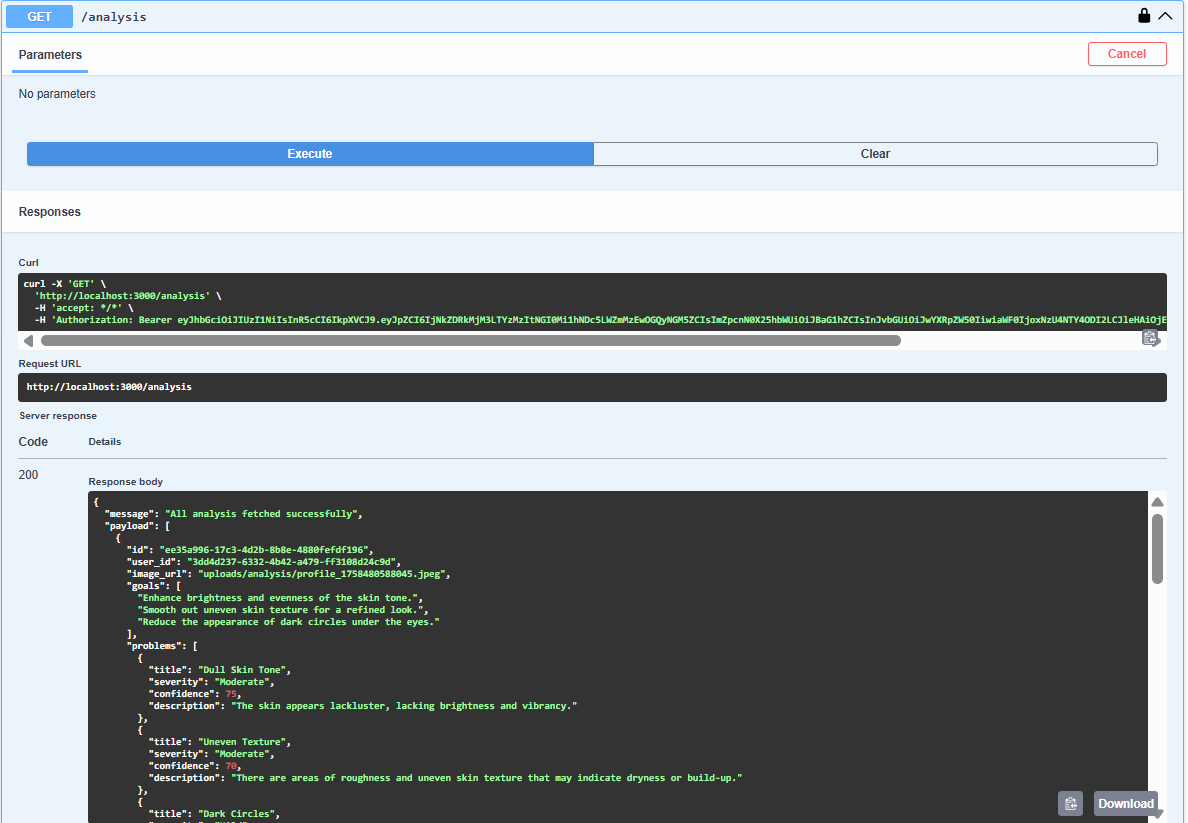 GET /analysis
Parameters
Cancel
No parameters
Execute
Clear
Responses
Curl
curl -X 'GET' \
'http://localhost:3000/analysis' \
-H 'accept: */*' \
-H 'Authorization: Bearer
Request URL
http://localhost:3000/analysis
Server response
Code Details
200
Response body
{
"message": "All analysis fetched successfully",
"payload": [
{
"id": "ee35a996-17c3-4d2b-8b8e-4880fefdf196",
"user_id": "3dd4d237-6332-4b42-a479-ff3108d24c9d",
"image_url": "uploads/analysis/profile_1758480588045.jpeg",
"goals": [
"Enhance brightness and evenness of the skin tone.",
"Smooth out uneven skin texture for a refined look.",
"Reduce the appearance of dark circles under the eyes."
],
"problems": [
{
"title": "Dull Skin Tone",
"severity": "Moderate",
"confidence": 75,
"description": "The skin appears lackluster, lacking brightness and vibrancy."
},
{
"title": "Uneven Texture",
"severity": "Moderate",
"confidence": 70,
"description": "There are areas of roughness and uneven skin texture that may indicate dryness or build-up."
},
{
"title": "Dark Circles",
Download